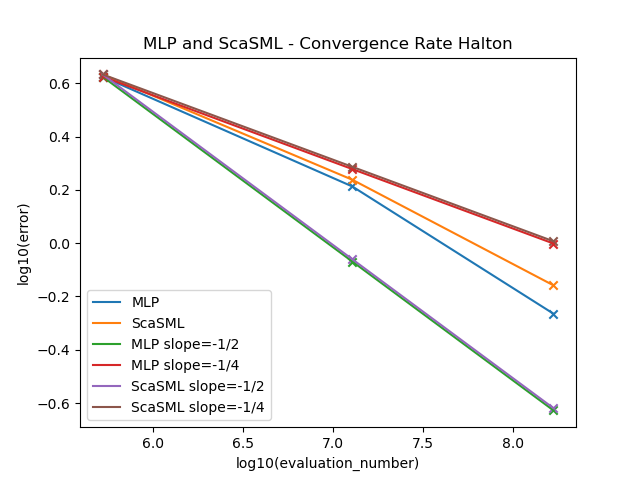 MLP and ScaSML - Convergence Rate Halton
log10(error)
0.6
0.4
0.2
0.0
−0.2
−0.4
−0.6
MLP
ScaSML
MLP slope=-1/2
MLP slope=-1/4
ScaSML slope=-1/2
ScaSML slope=-1/4
6.0 6.5 7.0 7.5 8.0
log10(evaluation_number)